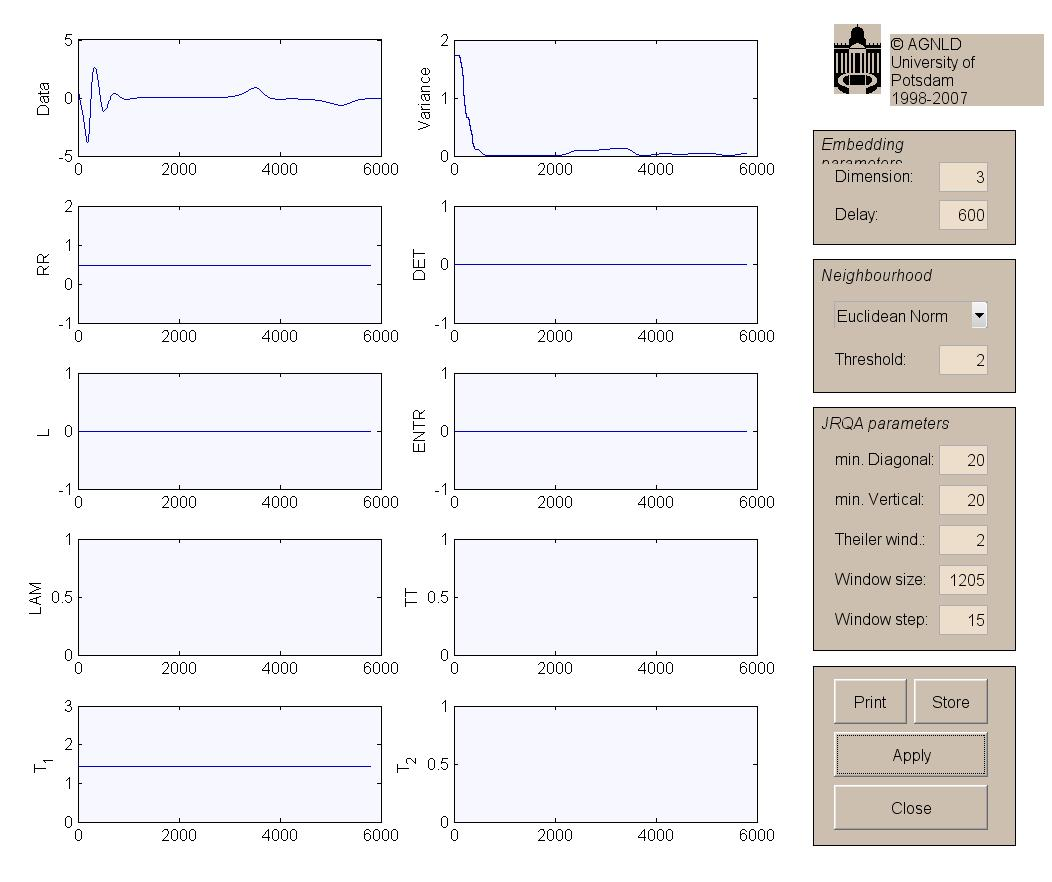 5
0
-5
Data
0
2000
4000
6000
2
1
0
Variance
0
2000
4000
6000
2
1
0
-1
RR
0
2000
4000
6000
1
0
-1
DET
0
2000
4000
6000
1
0
-1
L
0
2000
4000
6000
1
0
-1
ENTR
0
2000
4000
6000
1
0.5
0
LAM
0
2000
4000
6000
1
0.5
0
TT
0
2000
4000
6000
3
2
1
0
T1
0
2000
4000
6000
1
0.5
0
T2
0
2000
4000
6000
© AGNLD
University of
Potsdam
1998-2007
Embedding
parameters
Dimension: 3
Delay: 600
Neighbourhood
Euclidean Norm
Threshold: 2
JRQA parameters
min. Diagonal: 20
min. Vertical: 20
Theiler wind.: 2
Window size: 1205
Window step: 15
Print Store
Apply
Close